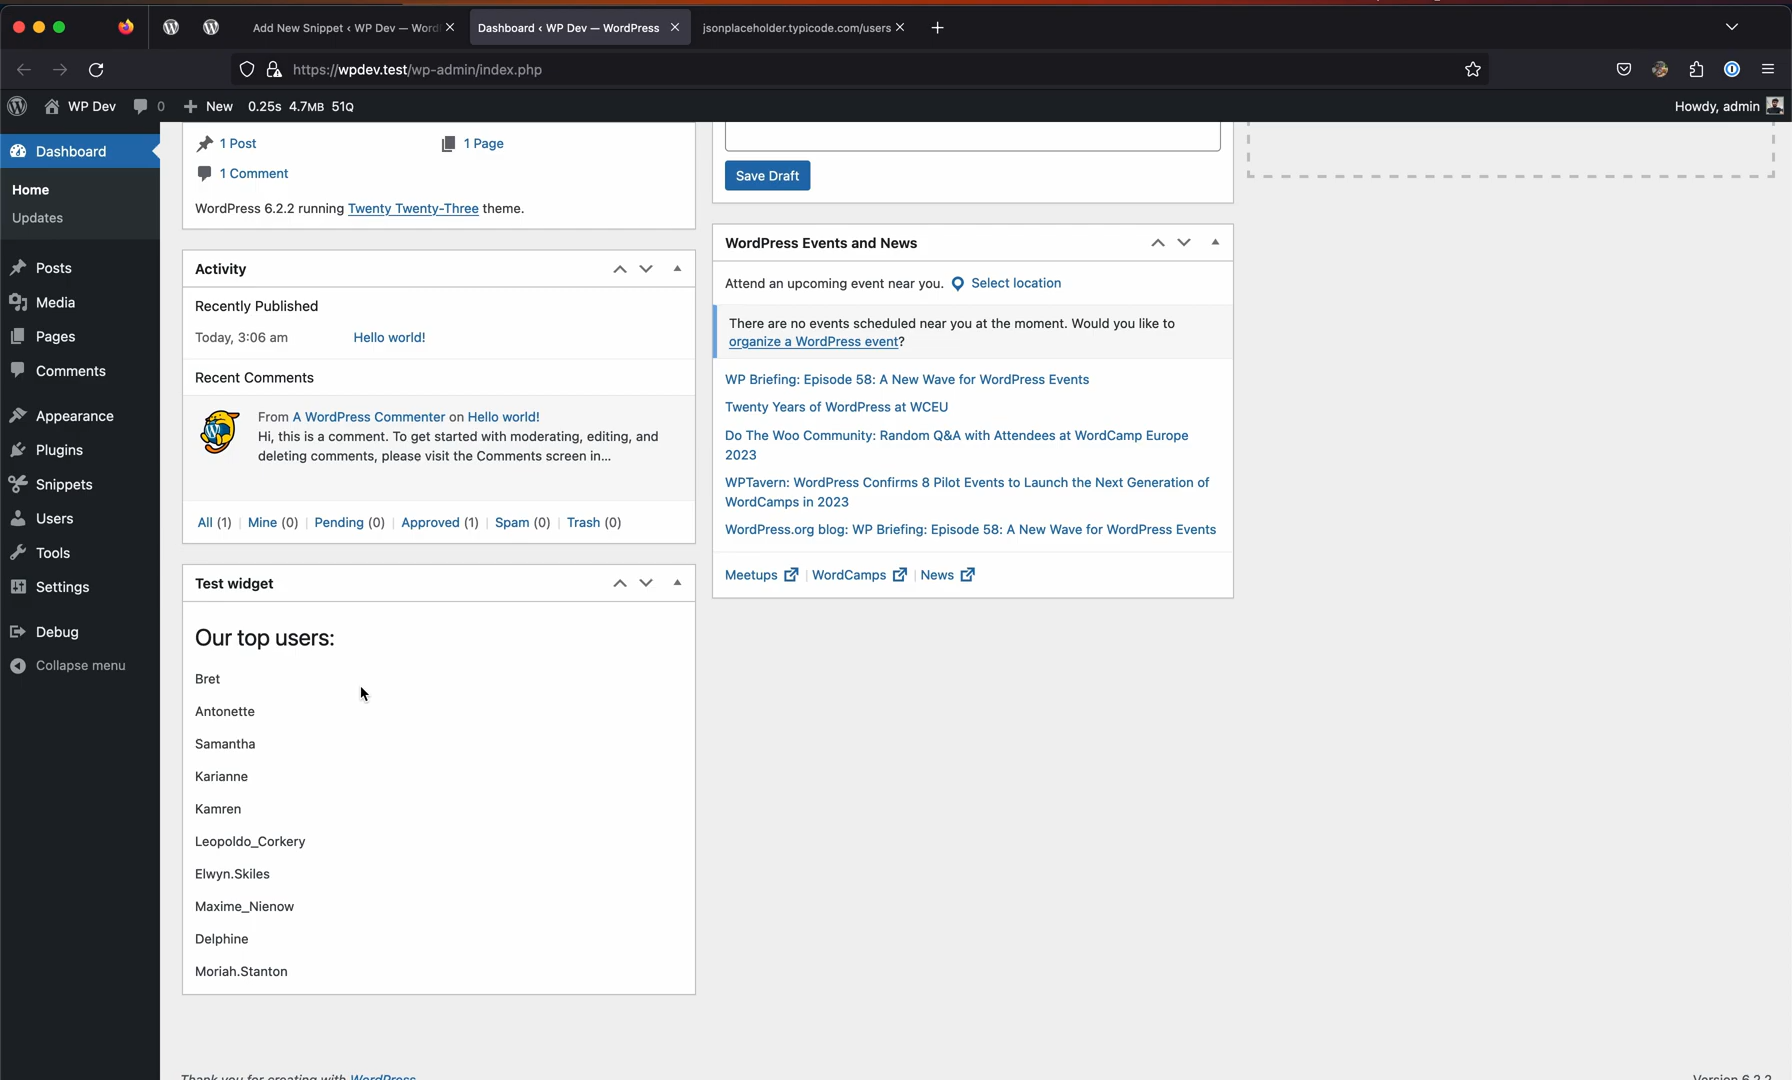 Add New Snippet ‹ WP Dev — Word
Dashboard ‹ WP Dev — WordPress
jsonplaceholder.typicode.com/users
https://wpdev.test/wp-admin/index.php
WP Dev
0
New
0.25s 4.7MB 51Q
Howdy, admin
Dashboard
Home
Updates
Posts
Media
Pages
Comments
Appearance
Plugins
Snippets
Users
Tools
Settings
Debug
Collapse menu
1 Post
1 Page
1 Comment
WordPress 6.2.2 running Twenty Twenty-Three theme.
Activity
Recently Published
Today, 3:06 am
Hello world!
Recent Comments
From A WordPress Commenter on Hello world!
Hi, this is a comment. To get started with moderating, editing, and
deleting comments, please visit the Comments screen in...
All (1) | Mine (0) | Pending (0) | Approved (1) | Spam (0) | Trash (0)
Test widget
Our top users:
Bret
Antonette
Samantha
Karianne
Kamren
Leopoldo_Corkery
Elwyn.Skiles
Maxime_Nienow
Delphine
Moriah.Stanton
Save Draft
WordPress Events and News
Attend an upcoming event near you.
Select location
There are no events scheduled near you at the moment. Would you like to
organize a WordPress event?
WP Briefing: Episode 58: A New Wave for WordPress Events
Twenty Years of WordPress at WCEU
Do The Woo Community: Random Q&A with Attendees at WordCamp Europe
2023
WPTavern: WordPress Confirms 8 Pilot Events to Launch the Next Generation of
WordCamps in 2023
WordPress.org blog: WP Briefing: Episode 58: A New Wave for WordPress Events
Meetups | WordCamps | News
Thank you for creating with WordPress
Version 6.2.2